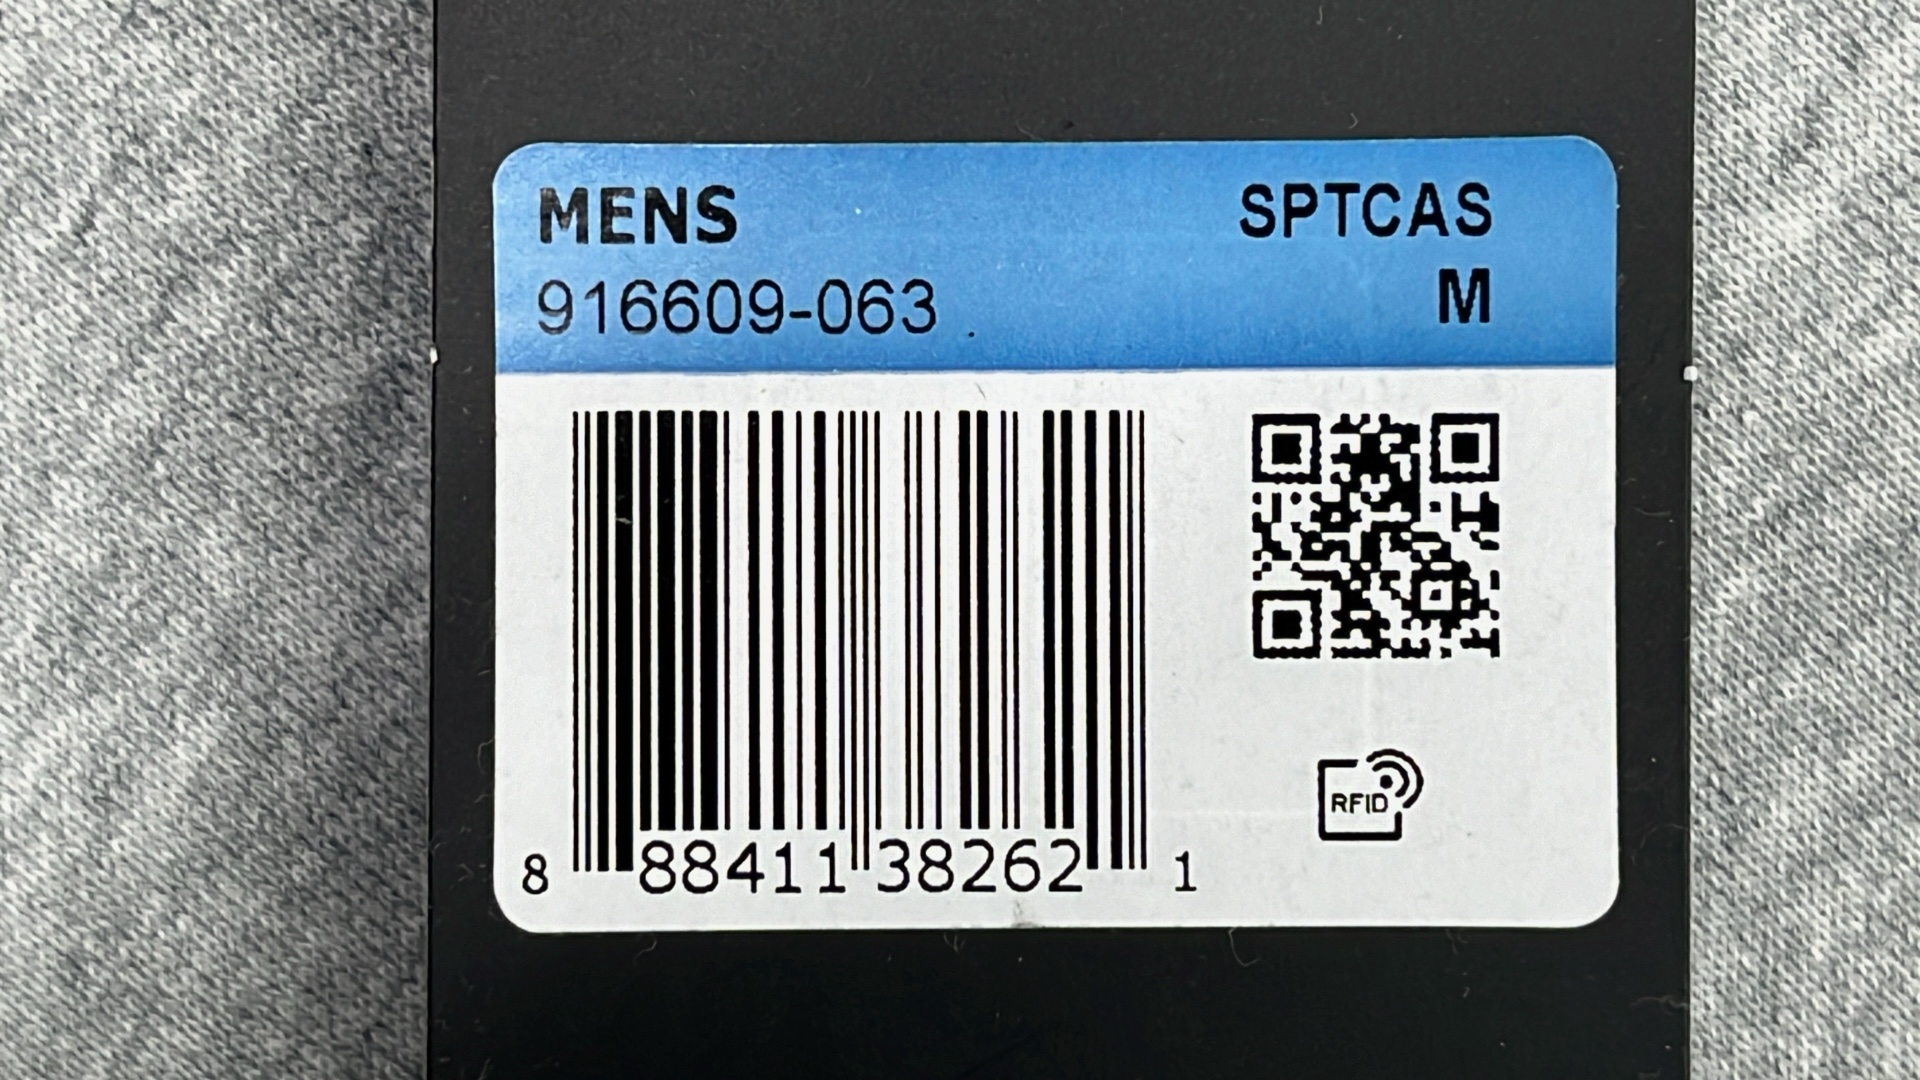 MENS SPTCAS
916609-063 M
8 88411 38262 1
RFID